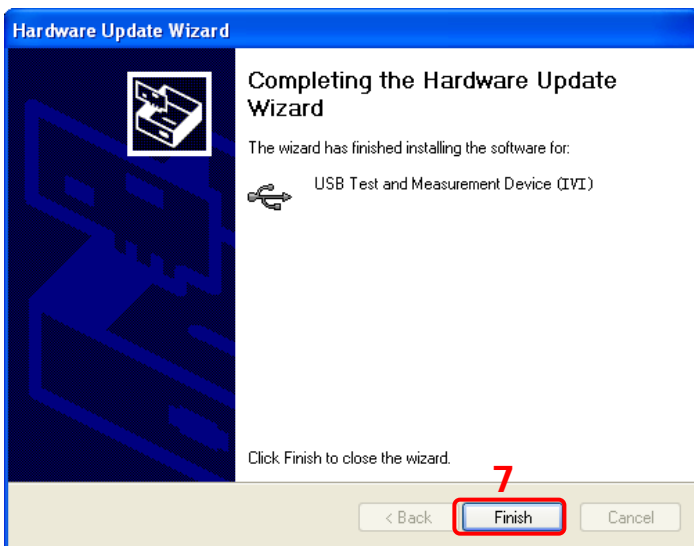 Hardware Update Wizard
Completing the Hardware Update
Wizard
The wizard has finished installing the software for:
USB Test and Measurement Device (IVI)
Click Finish to close the wizard.
7
< Back
Finish
Cancel